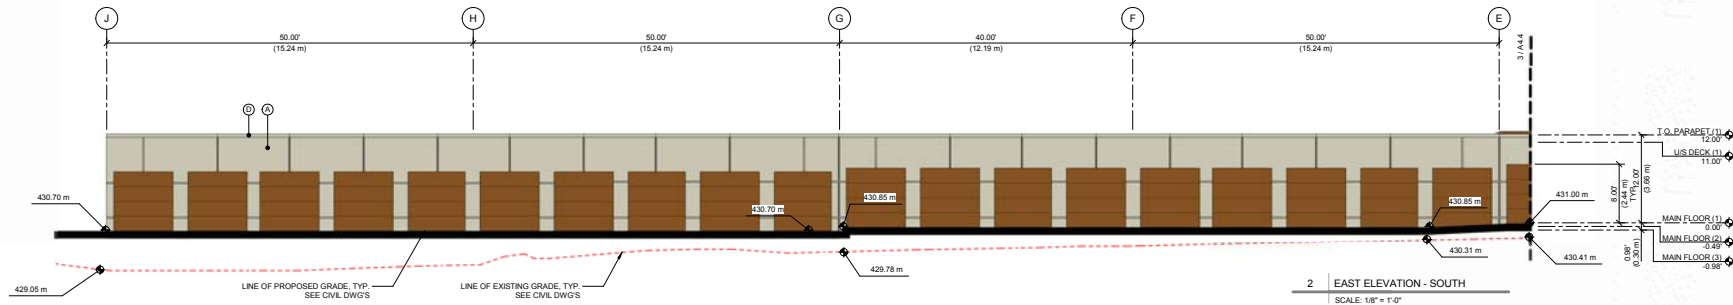 J
H
G
F
E
50.00'
(15.24 m)
50.00'
(15.24 m)
40.00'
(12.19 m)
50.00'
(15.24 m)
3 / A4.4
D
A
T.O. PARAPET (1)
12.00'
U/S DECK (1)
11.00'
8.00'
(2.44 m)
TYP.
12.00'
(3.66 m)
430.70 m
430.70 m
430.85 m
430.85 m
431.00 m
MAIN FLOOR (1)
0.00'
MAIN FLOOR (2)
-0.49'
MAIN FLOOR (3)
-0.98'
0.98'
(0.30 m)
430.31 m
430.41 m
429.78 m
429.05 m
LINE OF PROPOSED GRADE, TYP.
SEE CIVIL DWG'S
LINE OF EXISTING GRADE, TYP.
SEE CIVIL DWG'S
2 EAST ELEVATION - SOUTH
SCALE: 1/8" = 1'-0"